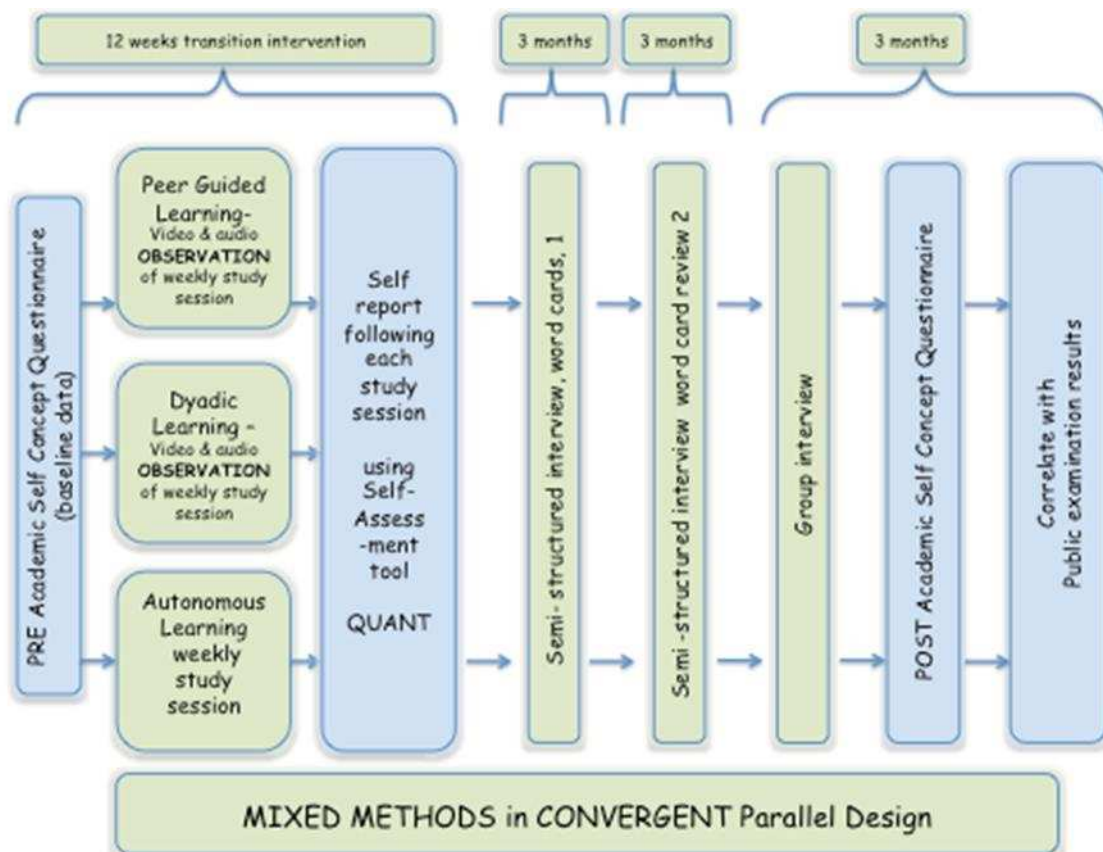 12 weeks transition intervention
3 months
3 months
3 months
PRE Academic Self Concept Questionnaire
(baseline data)
Peer Guided
Learning-
Video & audio
OBSERVATION
of weekly study
session
Dyadic
Learning -
Video & audio
OBSERVATION
of weekly study
session
Autonomous
Learning
weekly
study
session
Self
report
following
each
study
session
using
Self-
Assess
-ment
tool
QUANT
Semi- structured interview, word cards, 1
Semi -structured interview word card review 2
Group interview
POST Academic Self Concept Questionnaire
Correlate with
Public examination results
MIXED METHODS in CONVERGENT Parallel Design